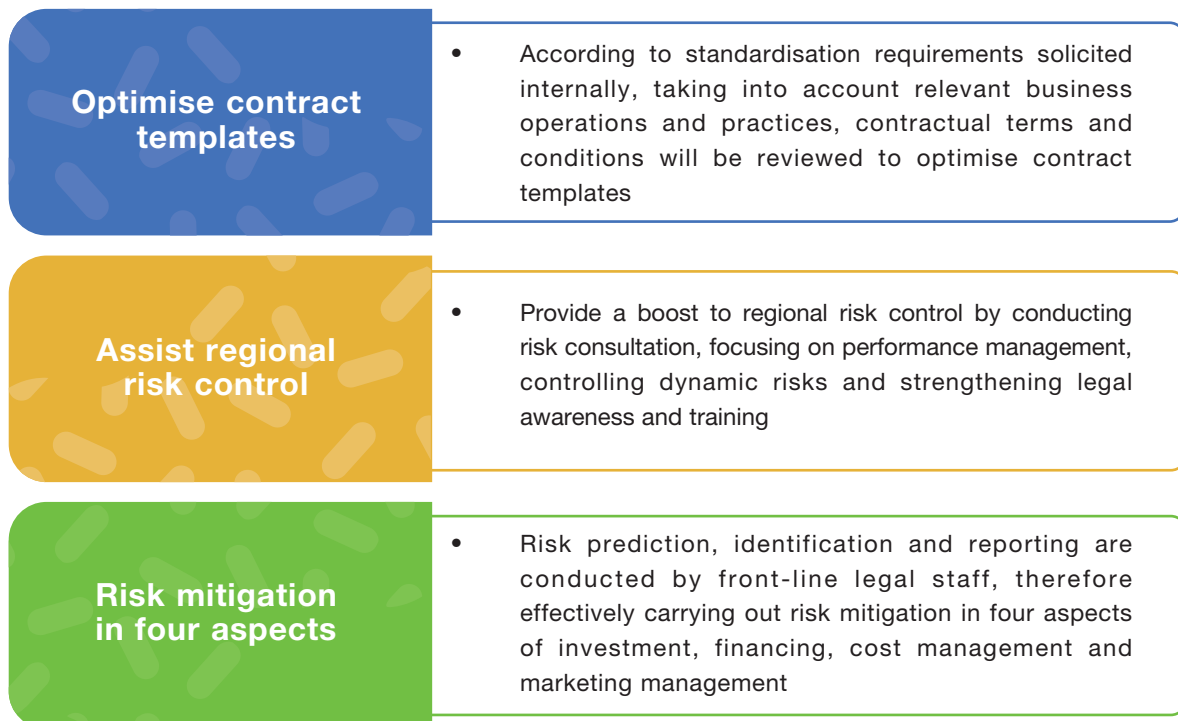 Optimise contract
templates
• According to standardisation requirements solicited
internally, taking into account relevant business
operations and practices, contractual terms and
conditions will be reviewed to optimise contract
templates
Assist regional
risk control
• Provide a boost to regional risk control by conducting
risk consultation, focusing on performance management,
controlling dynamic risks and strengthening legal
awareness and training
Risk mitigation
in four aspects
• Risk prediction, identification and reporting are
conducted by front-line legal staff, therefore
effectively carrying out risk mitigation in four aspects
of investment, financing, cost management and
marketing management